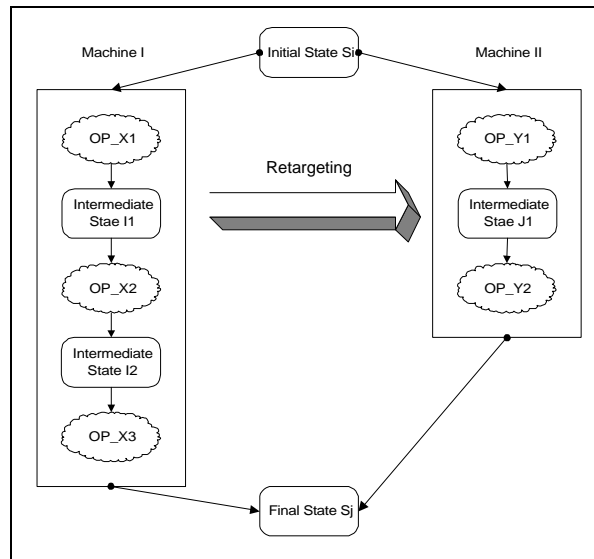 Machine I
Initial State Si
Machine II
OP_X1
Intermediate
Stae I1
OP_X2
Intermediate
State I2
OP_X3
Retargeting
OP_Y1
Intermediate
Stae J1
OP_Y2
Final State Sj